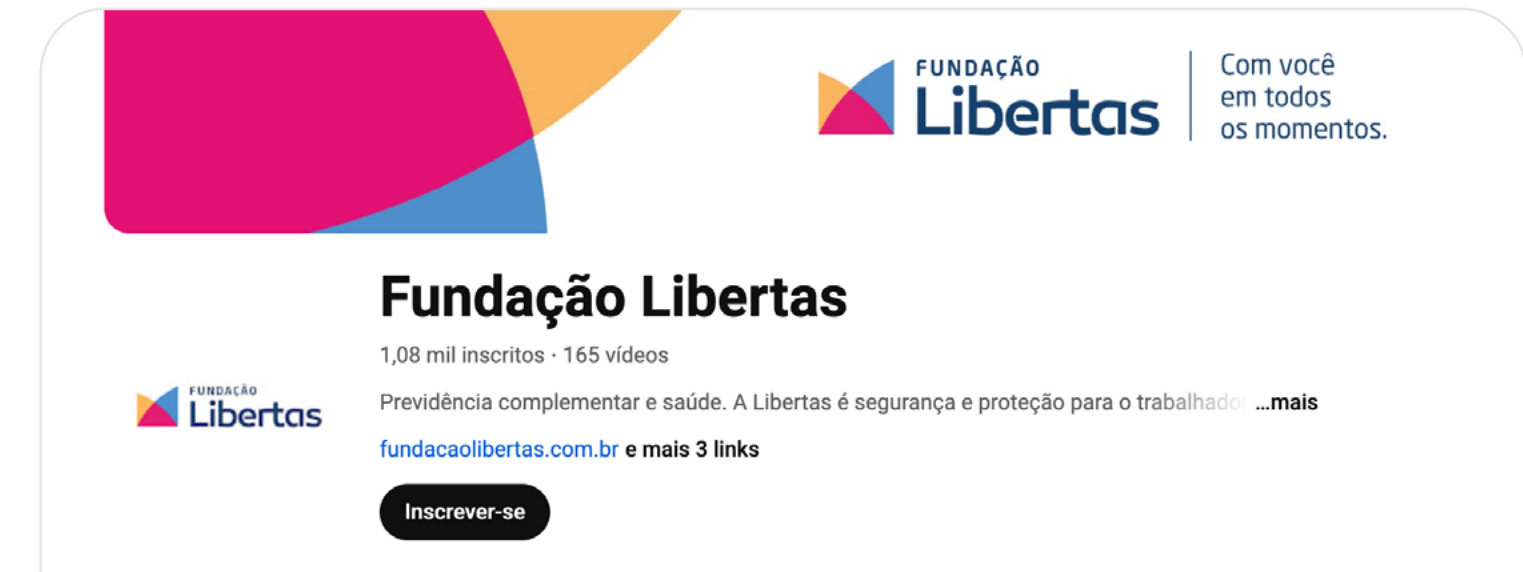 FUNDAÇÃO
Libertas
Com você
em todos
os momentos.
Fundação Libertas
1,08 mil inscritos · 165 vídeos
FUNDAÇÃO
Libertas
Previdência complementar e saúde. A Libertas é segurança e proteção para o trabalhador ...mais
fundacaolibertas.com.br e mais 3 links
Inscrever-se